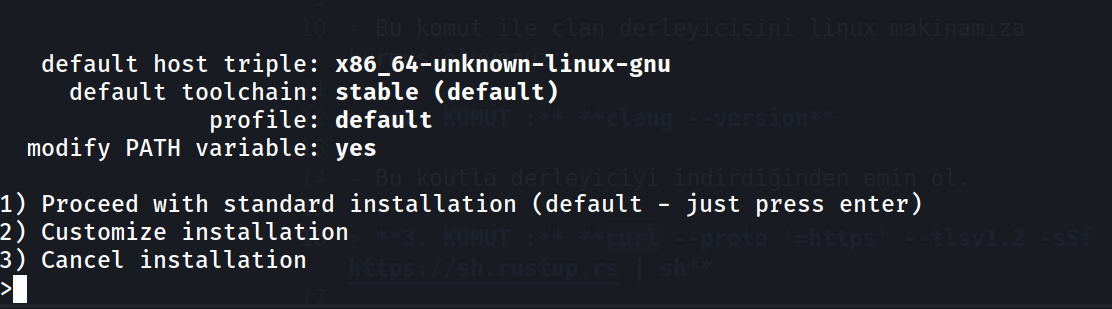 10 - Bu komut ile clan derleyicisini linux makinamıza
default host triple: x86_64-unknown-linux-gnu
default toolchain: stable (default)
profile: default
KOMUT :** **clang --version**
modify PATH variable: yes
14 - Bu koutla derleyiciyi indirdiğinden emin ol.
1) Proceed with standard installation (default - just press enter)
2) Customize installation
**3. KOMUT :** **curl --proto '=https' --tlsv1.2 -sSf
3) Cancel installation
https://sh.rustup.rs | sh**
>
17